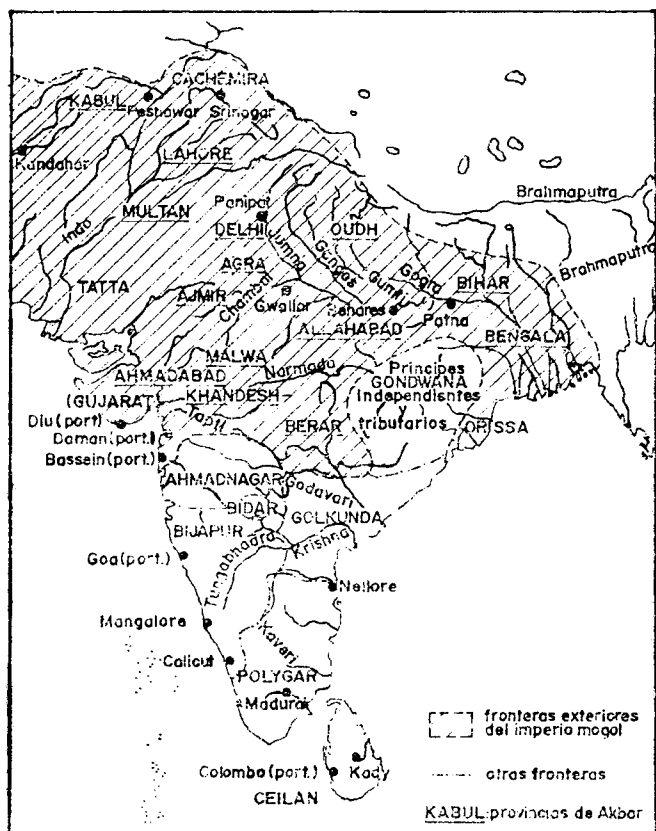 CACHEMIRA
KABUL
Peshawar
Srinagar
Kandahar
LAHORE
Brahmaputra
MULTAN
Panipat
DELHI
OUDH
Indo
Jumna
Ganges
Gumti
Gogra
Brahmaputra
AGRA
BIHAR
TATTA
AJMIR
Chambal
Gwalior
Benares
Patna
ALLAHABAD
BENGALA
MALWA
Narmada
Principes
AHMADABAD
GONDWANA
(GUJARAT)
KHANDESH
Independientes
Diu (port)
Tapti
y
tributarios
Daman (port.)
BERAR
ORISSA
Bassein (port.)
AHMADNAGAR
Godavari
BIDAR
GOLKUNDA
BIJAPUR
Krishna
Goa (port.)
Tungabhadra
Nellore
Mangalore
Kavari
Calicut
POLYGAR
Madurai
fronteras exteriores
del imperio mogol
Colombo (port.)
Kady
otras fronteras
CEILAN
KABUL: provincias de Akbar